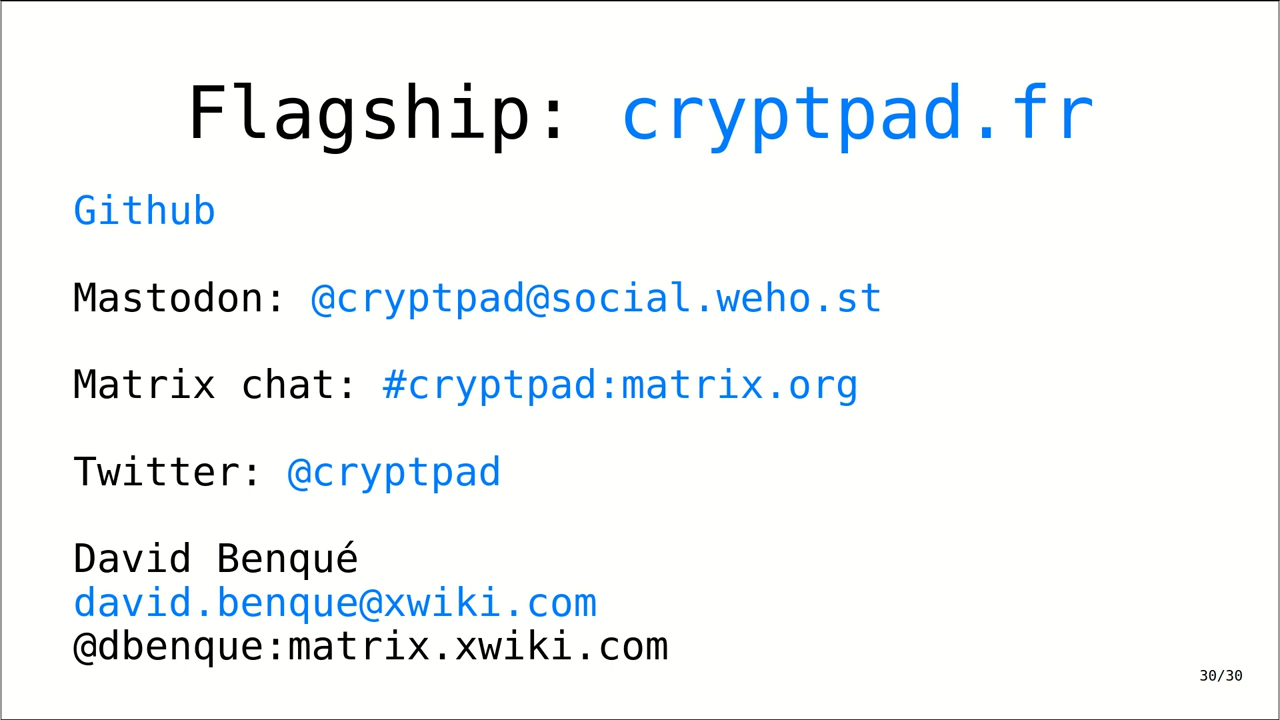 Flagship: cryptpad.fr
Github
Mastodon: @cryptpad@social.weho.st
Matrix chat: #cryptpad:matrix.org
Twitter: @cryptpad
David Benqué
david.benque@xwiki.com
@dbenque:matrix.xwiki.com
30/30